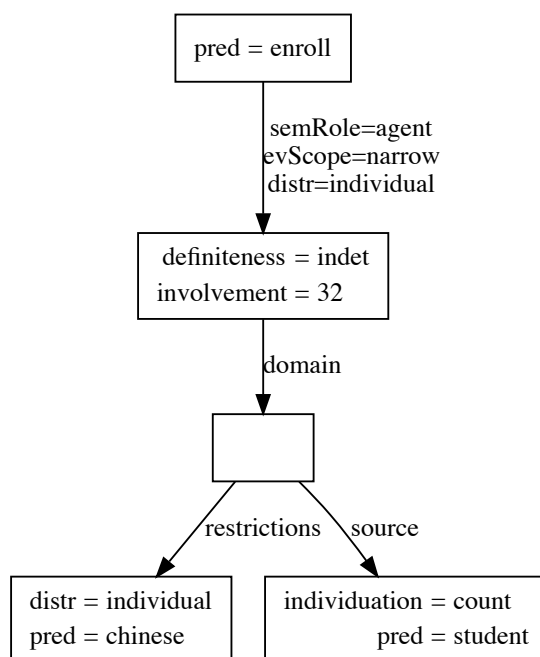 pred = enroll
semRole=agent
evScope=narrow
distr=individual
definiteness = indet
involvement = 32
domain
restrictions
source
distr = individual
pred = chinese
individuation = count
pred = student